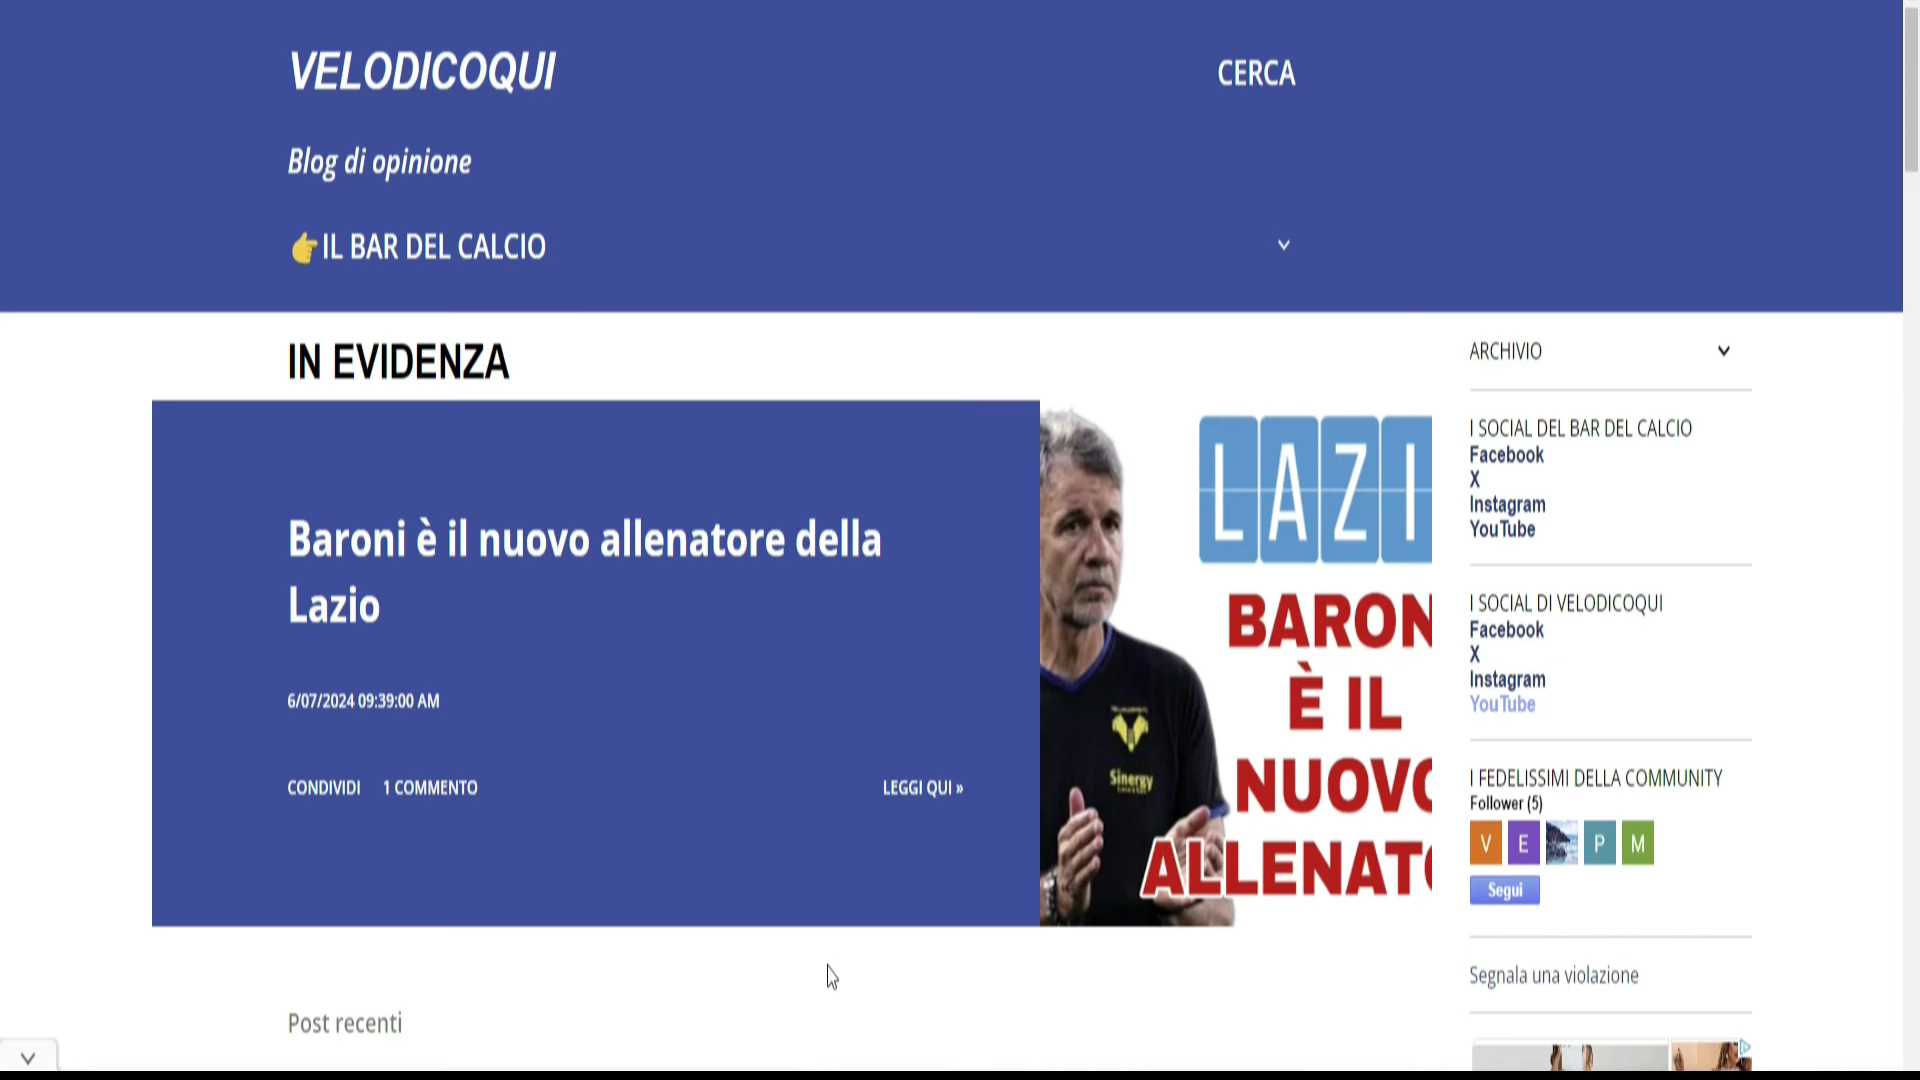 VELODICOQUI
CERCA
Blog di opinione
👉IL BAR DEL CALCIO
IN EVIDENZA
Baroni è il nuovo allenatore della
Lazio
6/07/2024 09:39:00 AM
CONDIVIDI 1 COMMENTO LEGGI QUI »
LAZI
BARON
È IL
NUOVO
ALLENATO
Sinergy
ARCHIVIO
I SOCIAL DEL BAR DEL CALCIO
Facebook
X
Instagram
YouTube
I SOCIAL DI VELODICOQUI
Facebook
X
Instagram
YouTube
I FEDELISSIMI DELLA COMMUNITY
Follower (5)
V E P M
Segui
Segnala una violazione
Post recenti